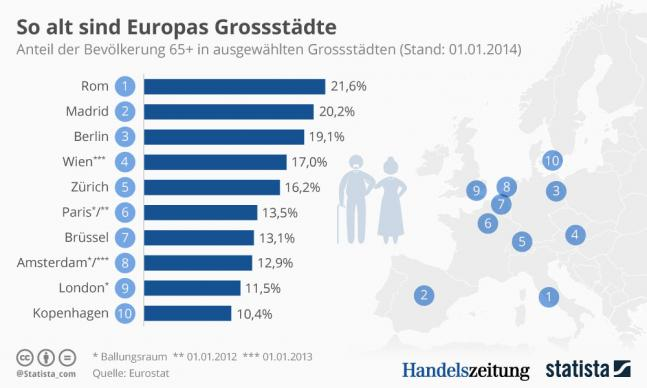 So alt sind Europas Grossstädte
Anteil der Bevölkerung 65+ in ausgewählten Grossstädten (Stand: 01.01.2014)
Rom 1 21,6%
Madrid 2 20,2%
Berlin 3 19,1%
Wien*** 4 17,0%
Zürich 5 16,2%
Paris*/** 6 13,5%
Brüssel 7 13,1%
Amsterdam*/*** 8 12,9%
London* 9 11,5%
Kopenhagen 10 10,4%
10
9
8
3
7
6
5
4
2
1
cc
@Statista_com
* Ballungsraum ** 01.01.2012 *** 01.01.2013
Quelle: Eurostat
Handelszeitung statista